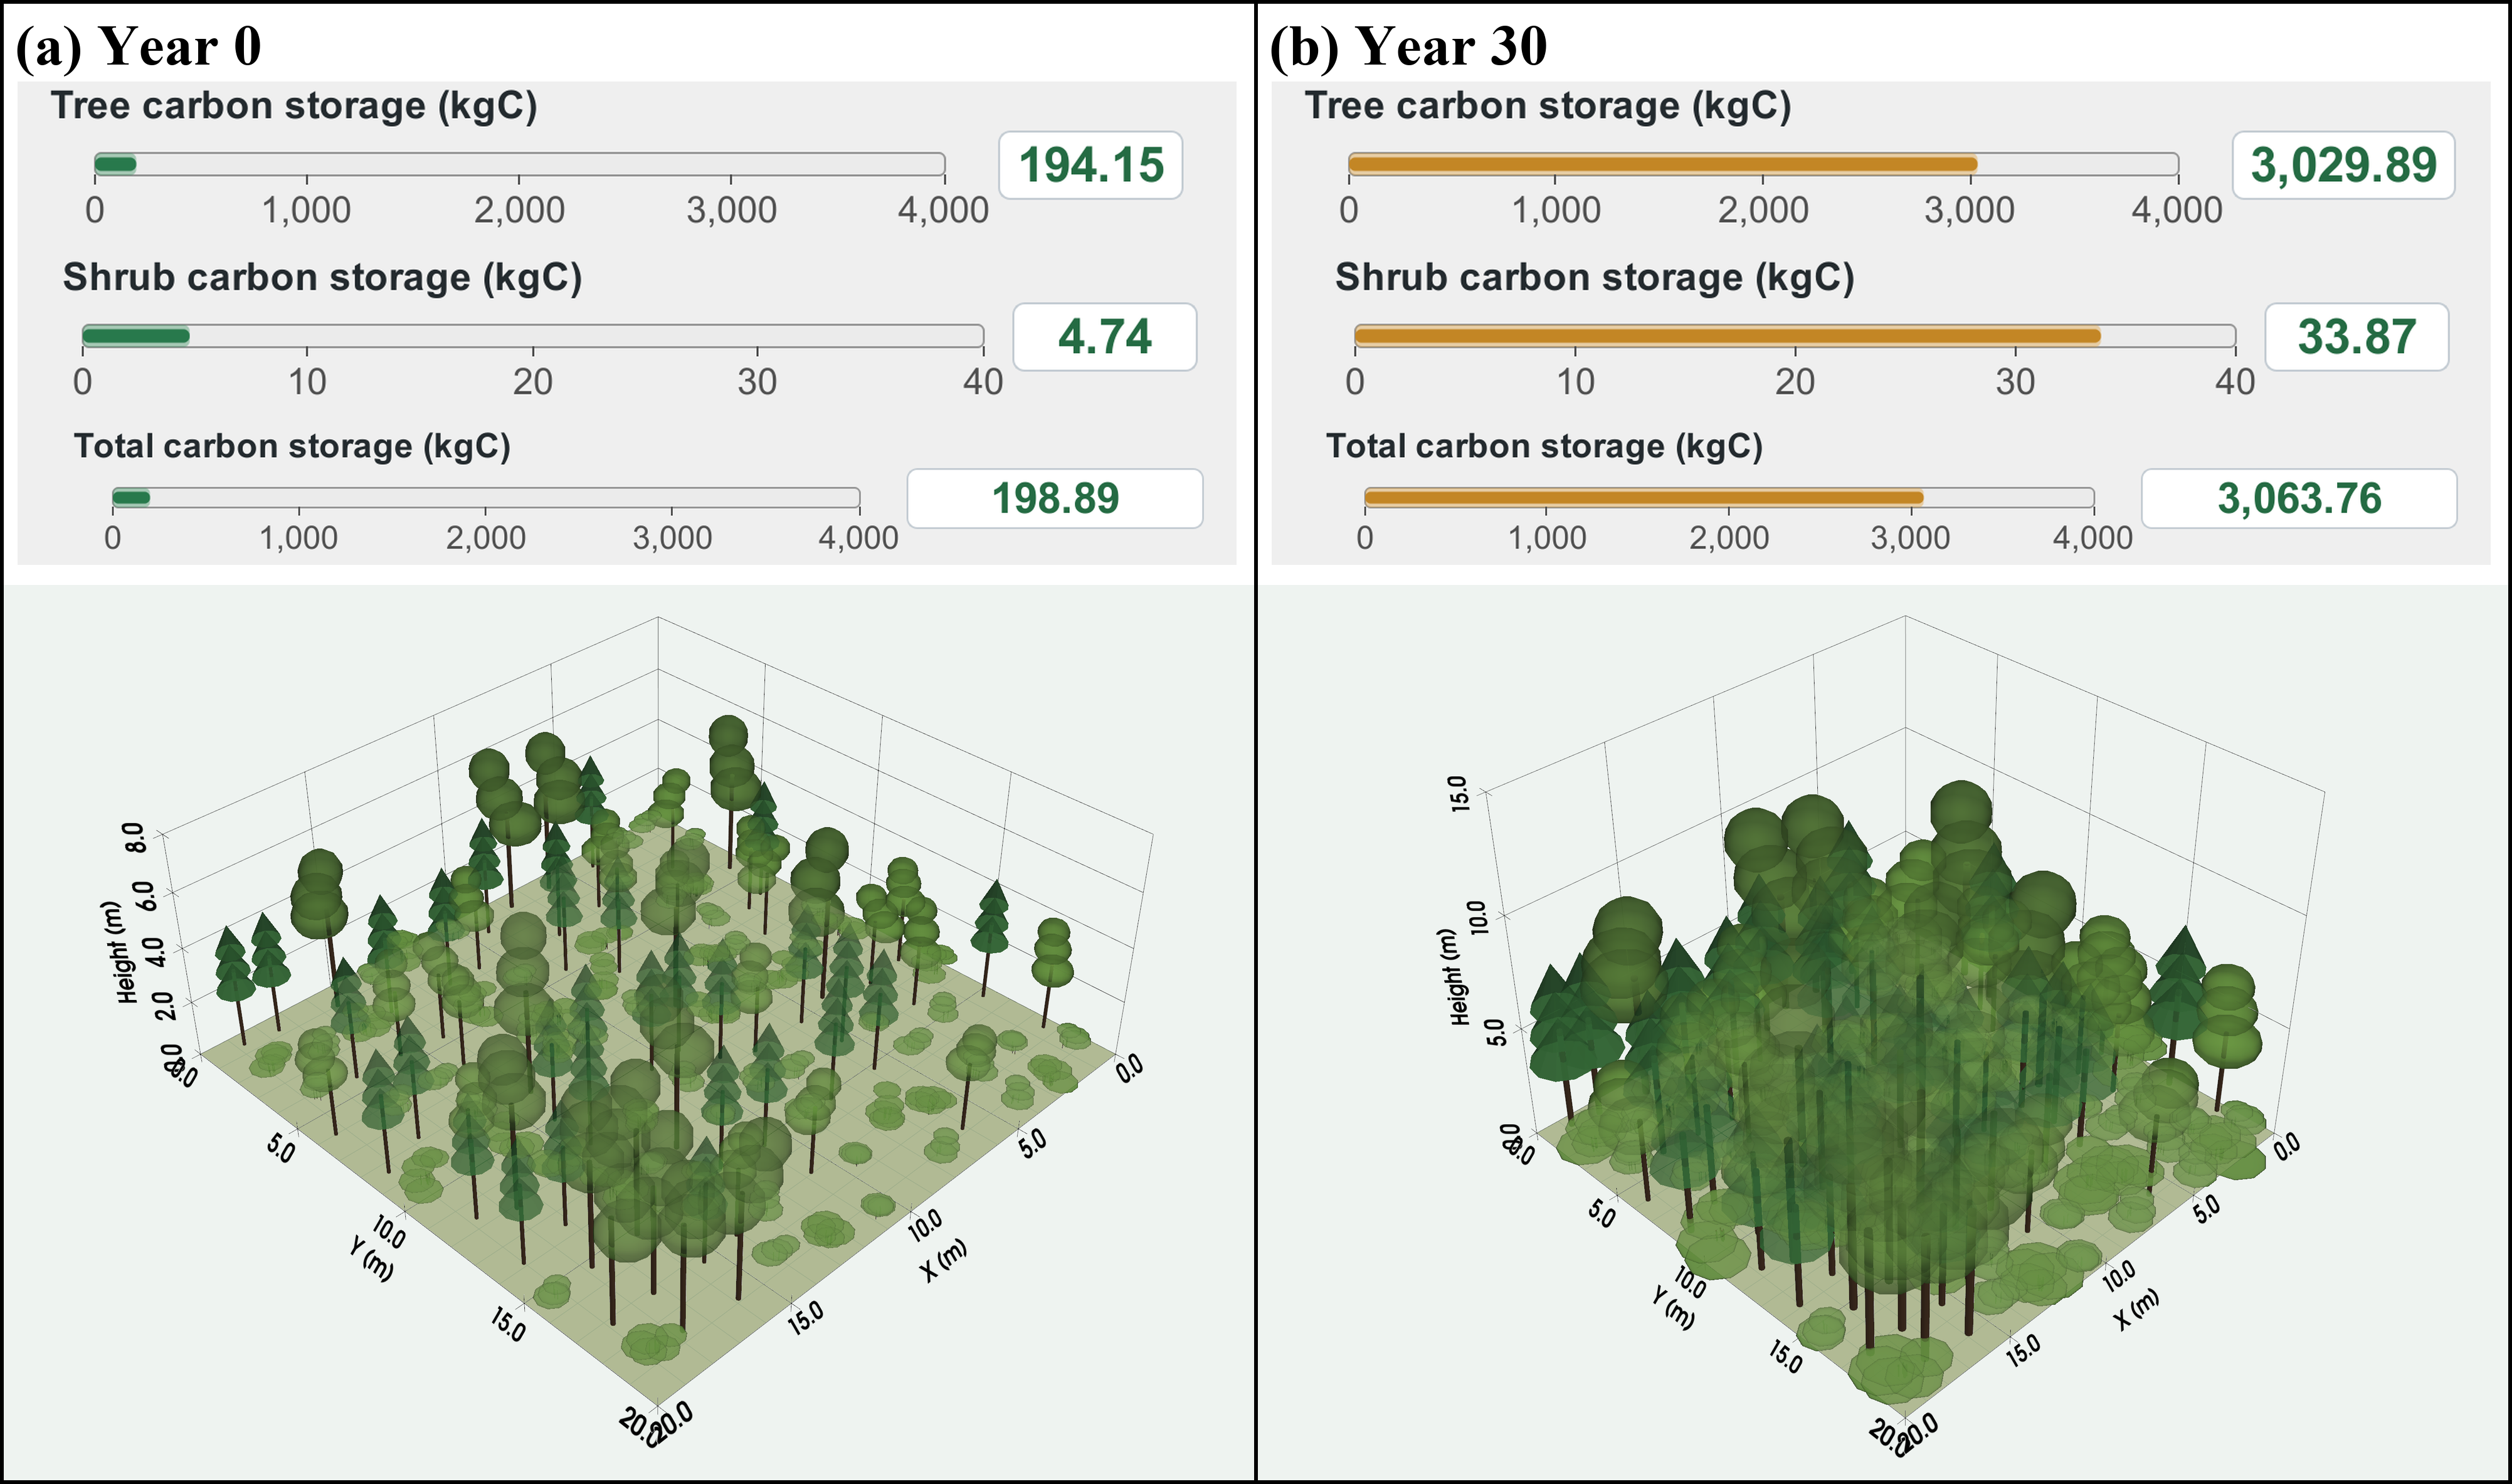 (a) Year 0
Tree carbon storage (kgC)
194.15
0 1,000 2,000 3,000 4,000
Shrub carbon storage (kgC)
4.74
0 10 20 30 40
Total carbon storage (kgC)
198.89
0 1,000 2,000 3,000 4,000
8.0
6.0
4.0
2.0
Height (m)
5.0
10.0
15.0
Y (m)
0.0
5.0
10.0
15.0
20.0
X (m)
(b) Year 30
Tree carbon storage (kgC)
3,029.89
0 1,000 2,000 3,000 4,000
Shrub carbon storage (kgC)
33.87
0 10 20 30 40
Total carbon storage (kgC)
3,063.76
0 1,000 2,000 3,000 4,000
15.0
10.0
5.0
Height (m)
5.0
10.0
15.0
Y (m)
0.0
5.0
10.0
15.0
20.0
X (m)